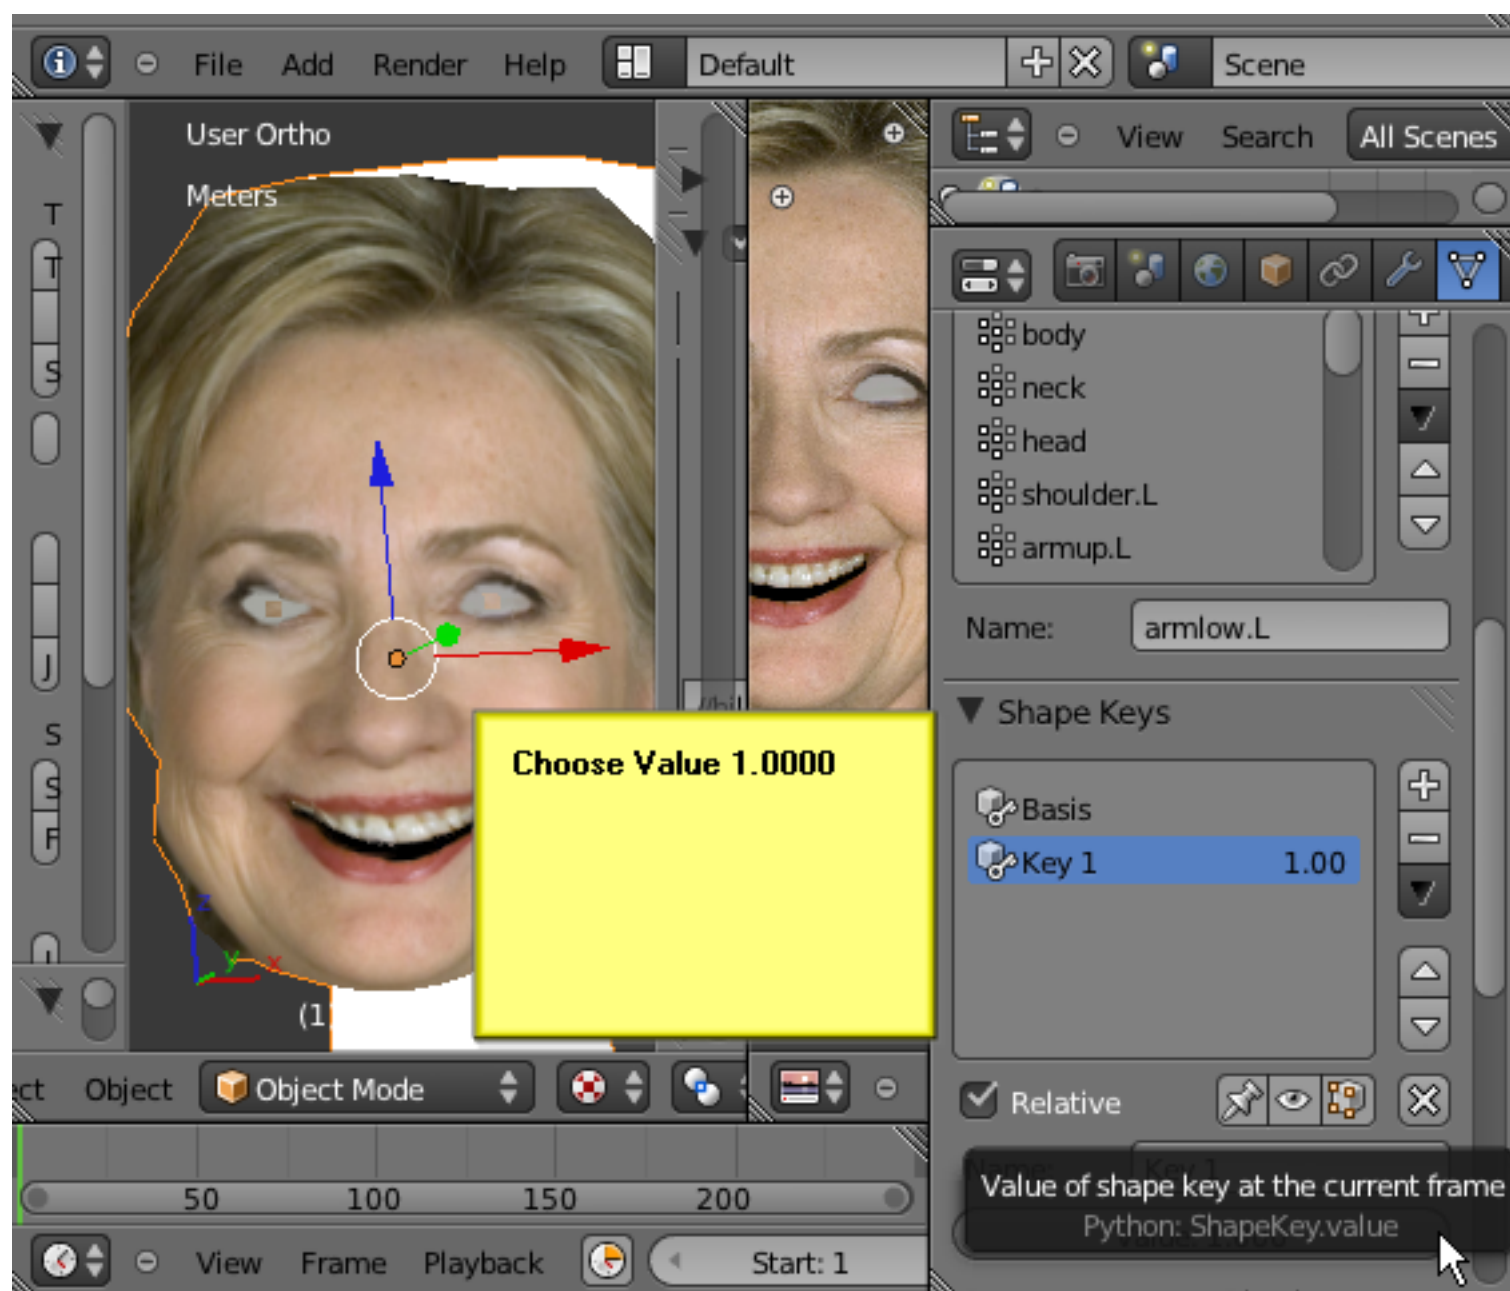 File Add Render Help Default Scene
User Ortho
Meters
View Search All Scenes
T
T
S
body
neck
head
shoulder.L
armup.L
Name: armlow.L
J
Shape Keys
S
S
F
Choose Value 1.0000
Basis
Key 1 1.00
(1
Object Object Mode
Relative
Value of shape key at the current frame
Python: ShapeKey.value
50 100 150 200
View Frame Playback Start: 1
z
y
x